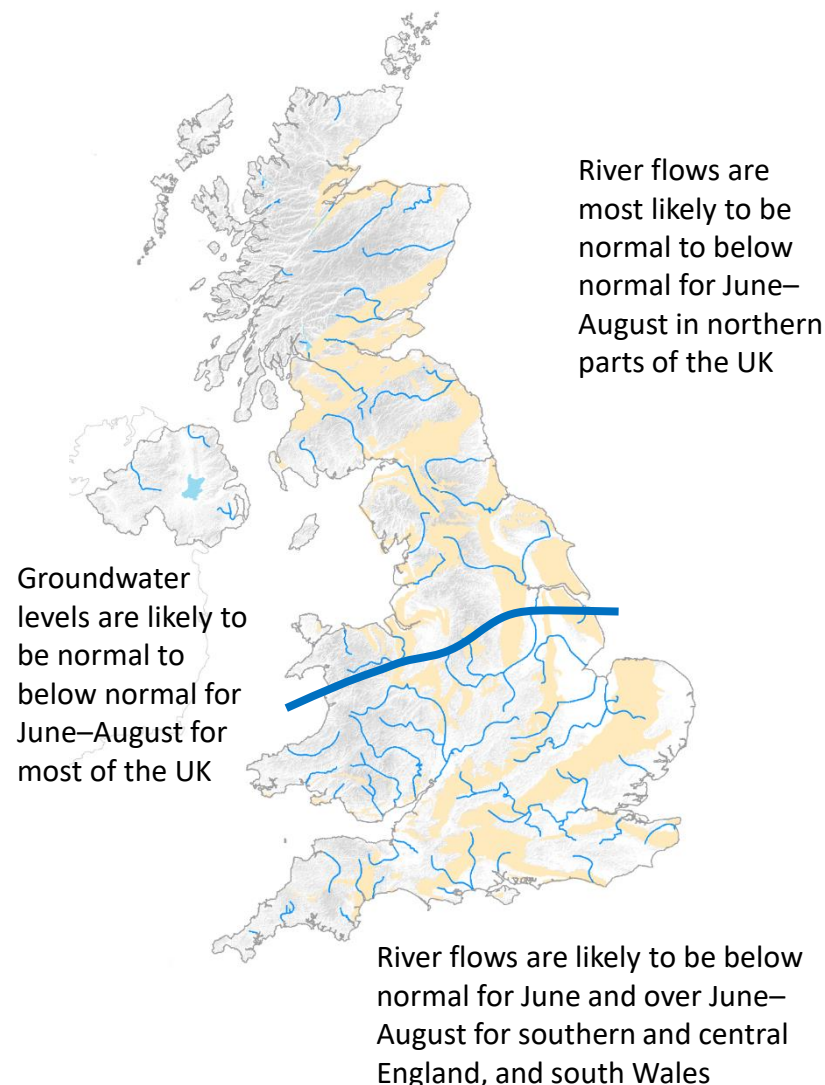 River flows are
most likely to be
normal to below
normal for June–
August in northern
parts of the UK
Groundwater
levels are likely to
be normal to
below normal for
June–August for
most of the UK
River flows are likely to be below
normal for June and over June–
August for southern and central
England, and south Wales